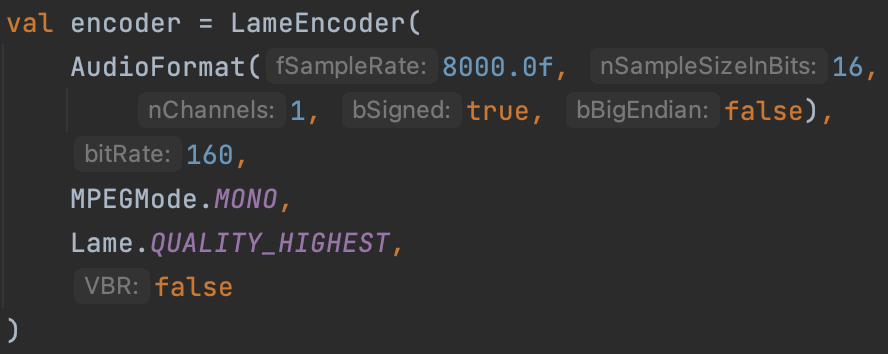 val encoder = LameEncoder(
AudioFormat( fSampleRate: 8000.0f, nSampleSizeInBits: 16,
nChannels: 1, bSigned: true, bBigEndian: false),
bitRate: 160,
MPEGMode.MONO,
Lame.QUALITY_HIGHEST,
VBR: false
)